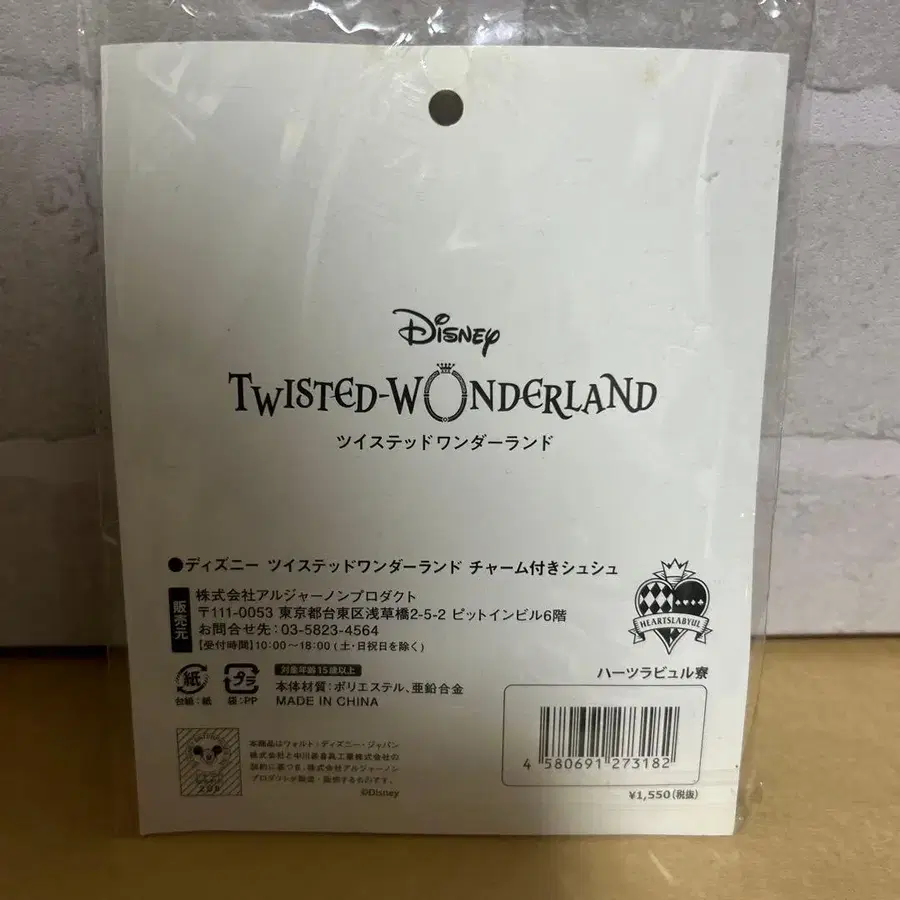 Disney
TWISTED-WONDERLAND
ツイステッドワンダーランド
●ディズニー ツイステッドワンダーランド チャーム付きシュシュ
販売元
株式会社アルジャーノンプロダクト
〒111-0053 東京都台東区浅草橋2-5-2 ピットインビル6階
お問合せ先:03-5823-4564
【受付時間】10:00〜18:00 (土・日祝日を除く)
HEARTSLABYUL
ハーツラビュル寮
紙
プラ
台紙:紙
袋:PP
対象年齢15歳以上
本体材質:ポリエステル、亜鉛合金
MADE IN CHINA
本商品はウォルト・ディズニー・ジャパン
株式会社と中川喜畜具工業株式会社の
契約に基づき、株式会社アルジャーノン
プロダクトが製造・販売するものです。
©Disney
4 580691 273182
¥1,550(税抜)